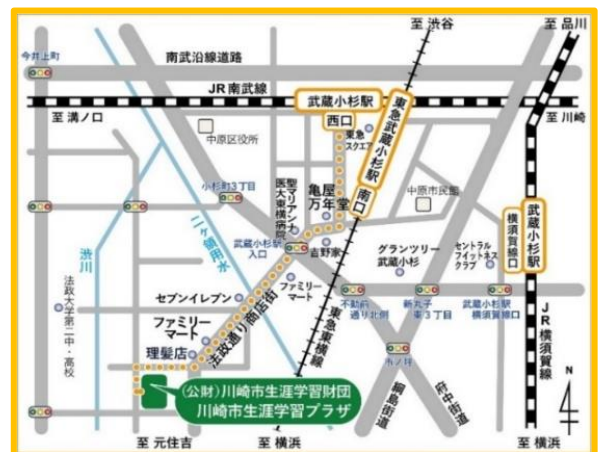 至 渋谷
至 品川
今井上町
南武沿線道路
JR南武線
武蔵小杉駅
西口
至 溝ノ口
至 川崎
東急
スクエア
東急武蔵小杉駅
南口
中原区役所
小杉町3丁目
聖マリアンナ
医大東横病院
亀屋
万年堂
中原市民館
武蔵小杉駅
横須賀線口
武蔵小杉駅
入口
吉野家
グランツリー
武蔵小杉
セントラル
フィットネス
クラブ
渋川
二ヶ領用水
ファミリー
マート
セブンイレブン
法政通り商店街
法政大学第二中・高校
ファミリー
マート
理髪店
不動前
通り北側
新丸子
東3丁目
武蔵小杉駅
横須賀線口
東急東横線
市ノ坪
JR横須賀線
綱島街道
府中街道
N
(公財)川崎市生涯学習財団
川崎市生涯学習プラザ
至 元住吉
至 横浜
至 横浜